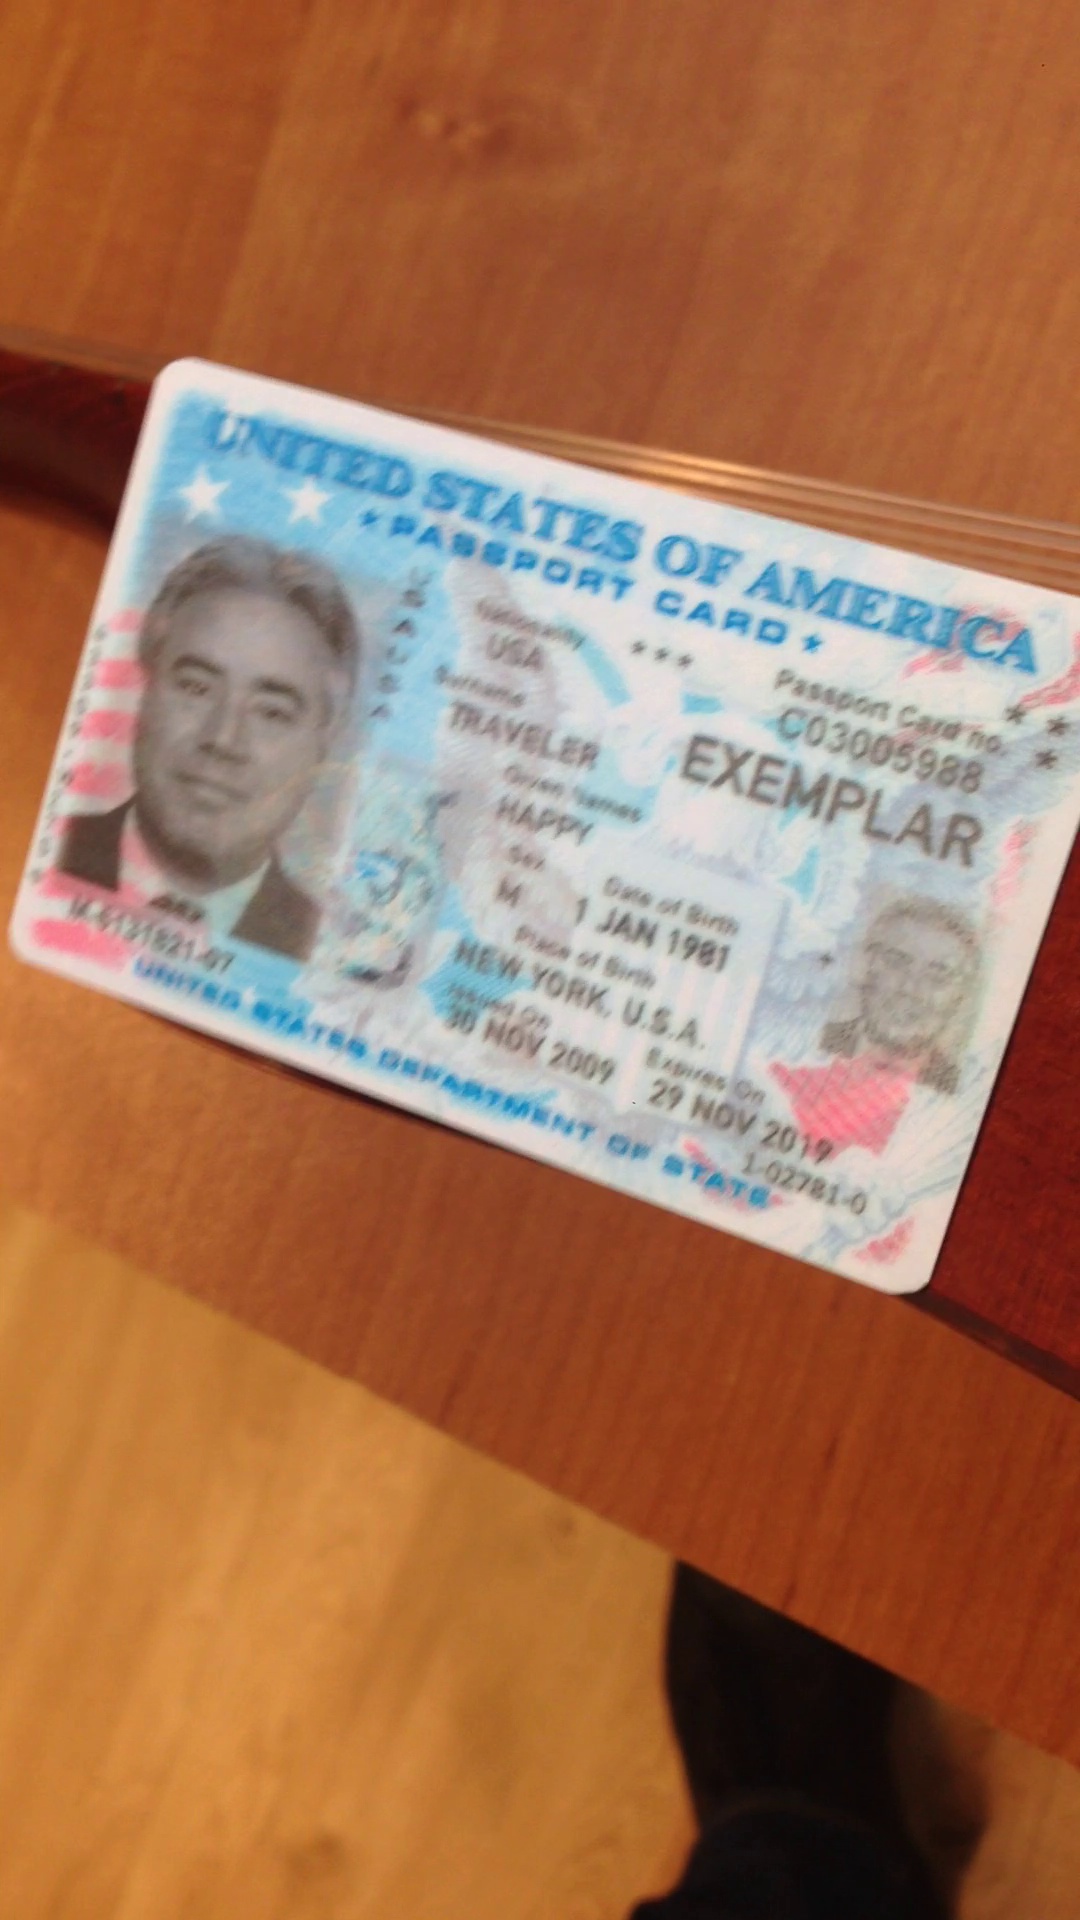 UNITED STATES OF AMERICA
★PASSPORT CARD★
USA USA
Nationality
USA
***
Passport Card no.
C03005988
Surname
TRAVELER
EXEMPLAR
Given Names
HAPPY
Sex
M
Date of Birth
1 JAN 1981
Place of Birth
NEW YORK, U.S.A.
Issued On
30 NOV 2009
Expires On
29 NOV 2019
1-02781-0
UNITED STATES DEPARTMENT OF STATE